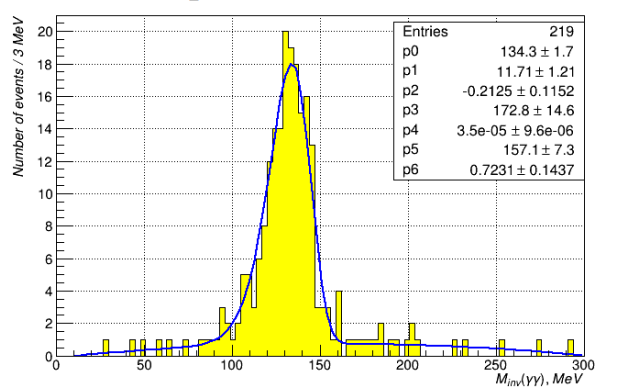 Number of events / 3 MeV
20
18
16
14
12
10
8
6
4
2
0
Entries 219
p0 134.3 ± 1.7
p1 11.71 ± 1.21
p2 -0.2125 ± 0.1152
p3 172.8 ± 14.6
p4 3.5e-05 ± 9.6e-06
p5 157.1 ± 7.3
p6 0.7231 ± 0.1437
0 50 100 150 200 250 300
Minv(γγ), MeV